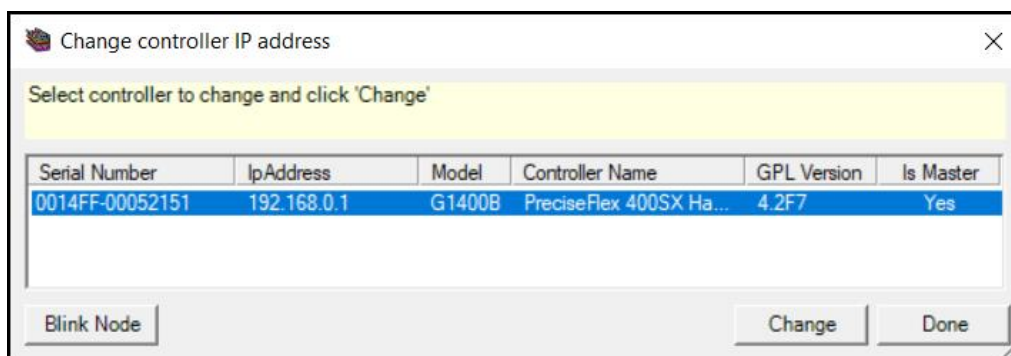 Change controller IP address
Select controller to change and click 'Change'
Serial Number IpAddress Model Controller Name GPL Version Is Master
0014FF-00052151 192.168.0.1 G1400B PreciseFlex 400SX Ha... 4.2F7 Yes
Blink Node Change Done